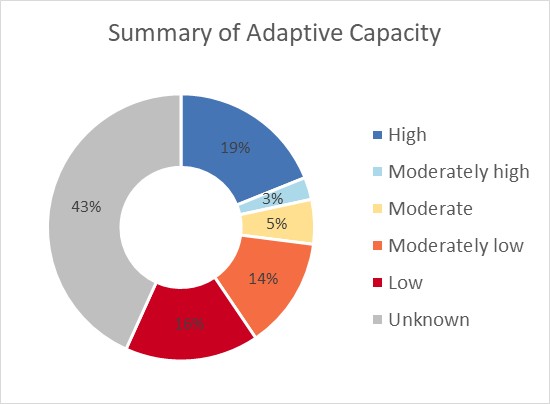 Summary of Adaptive Capacity
19%
3%
5%
14%
16%
43%
High
Moderately high
Moderate
Moderately low
Low
Unknown